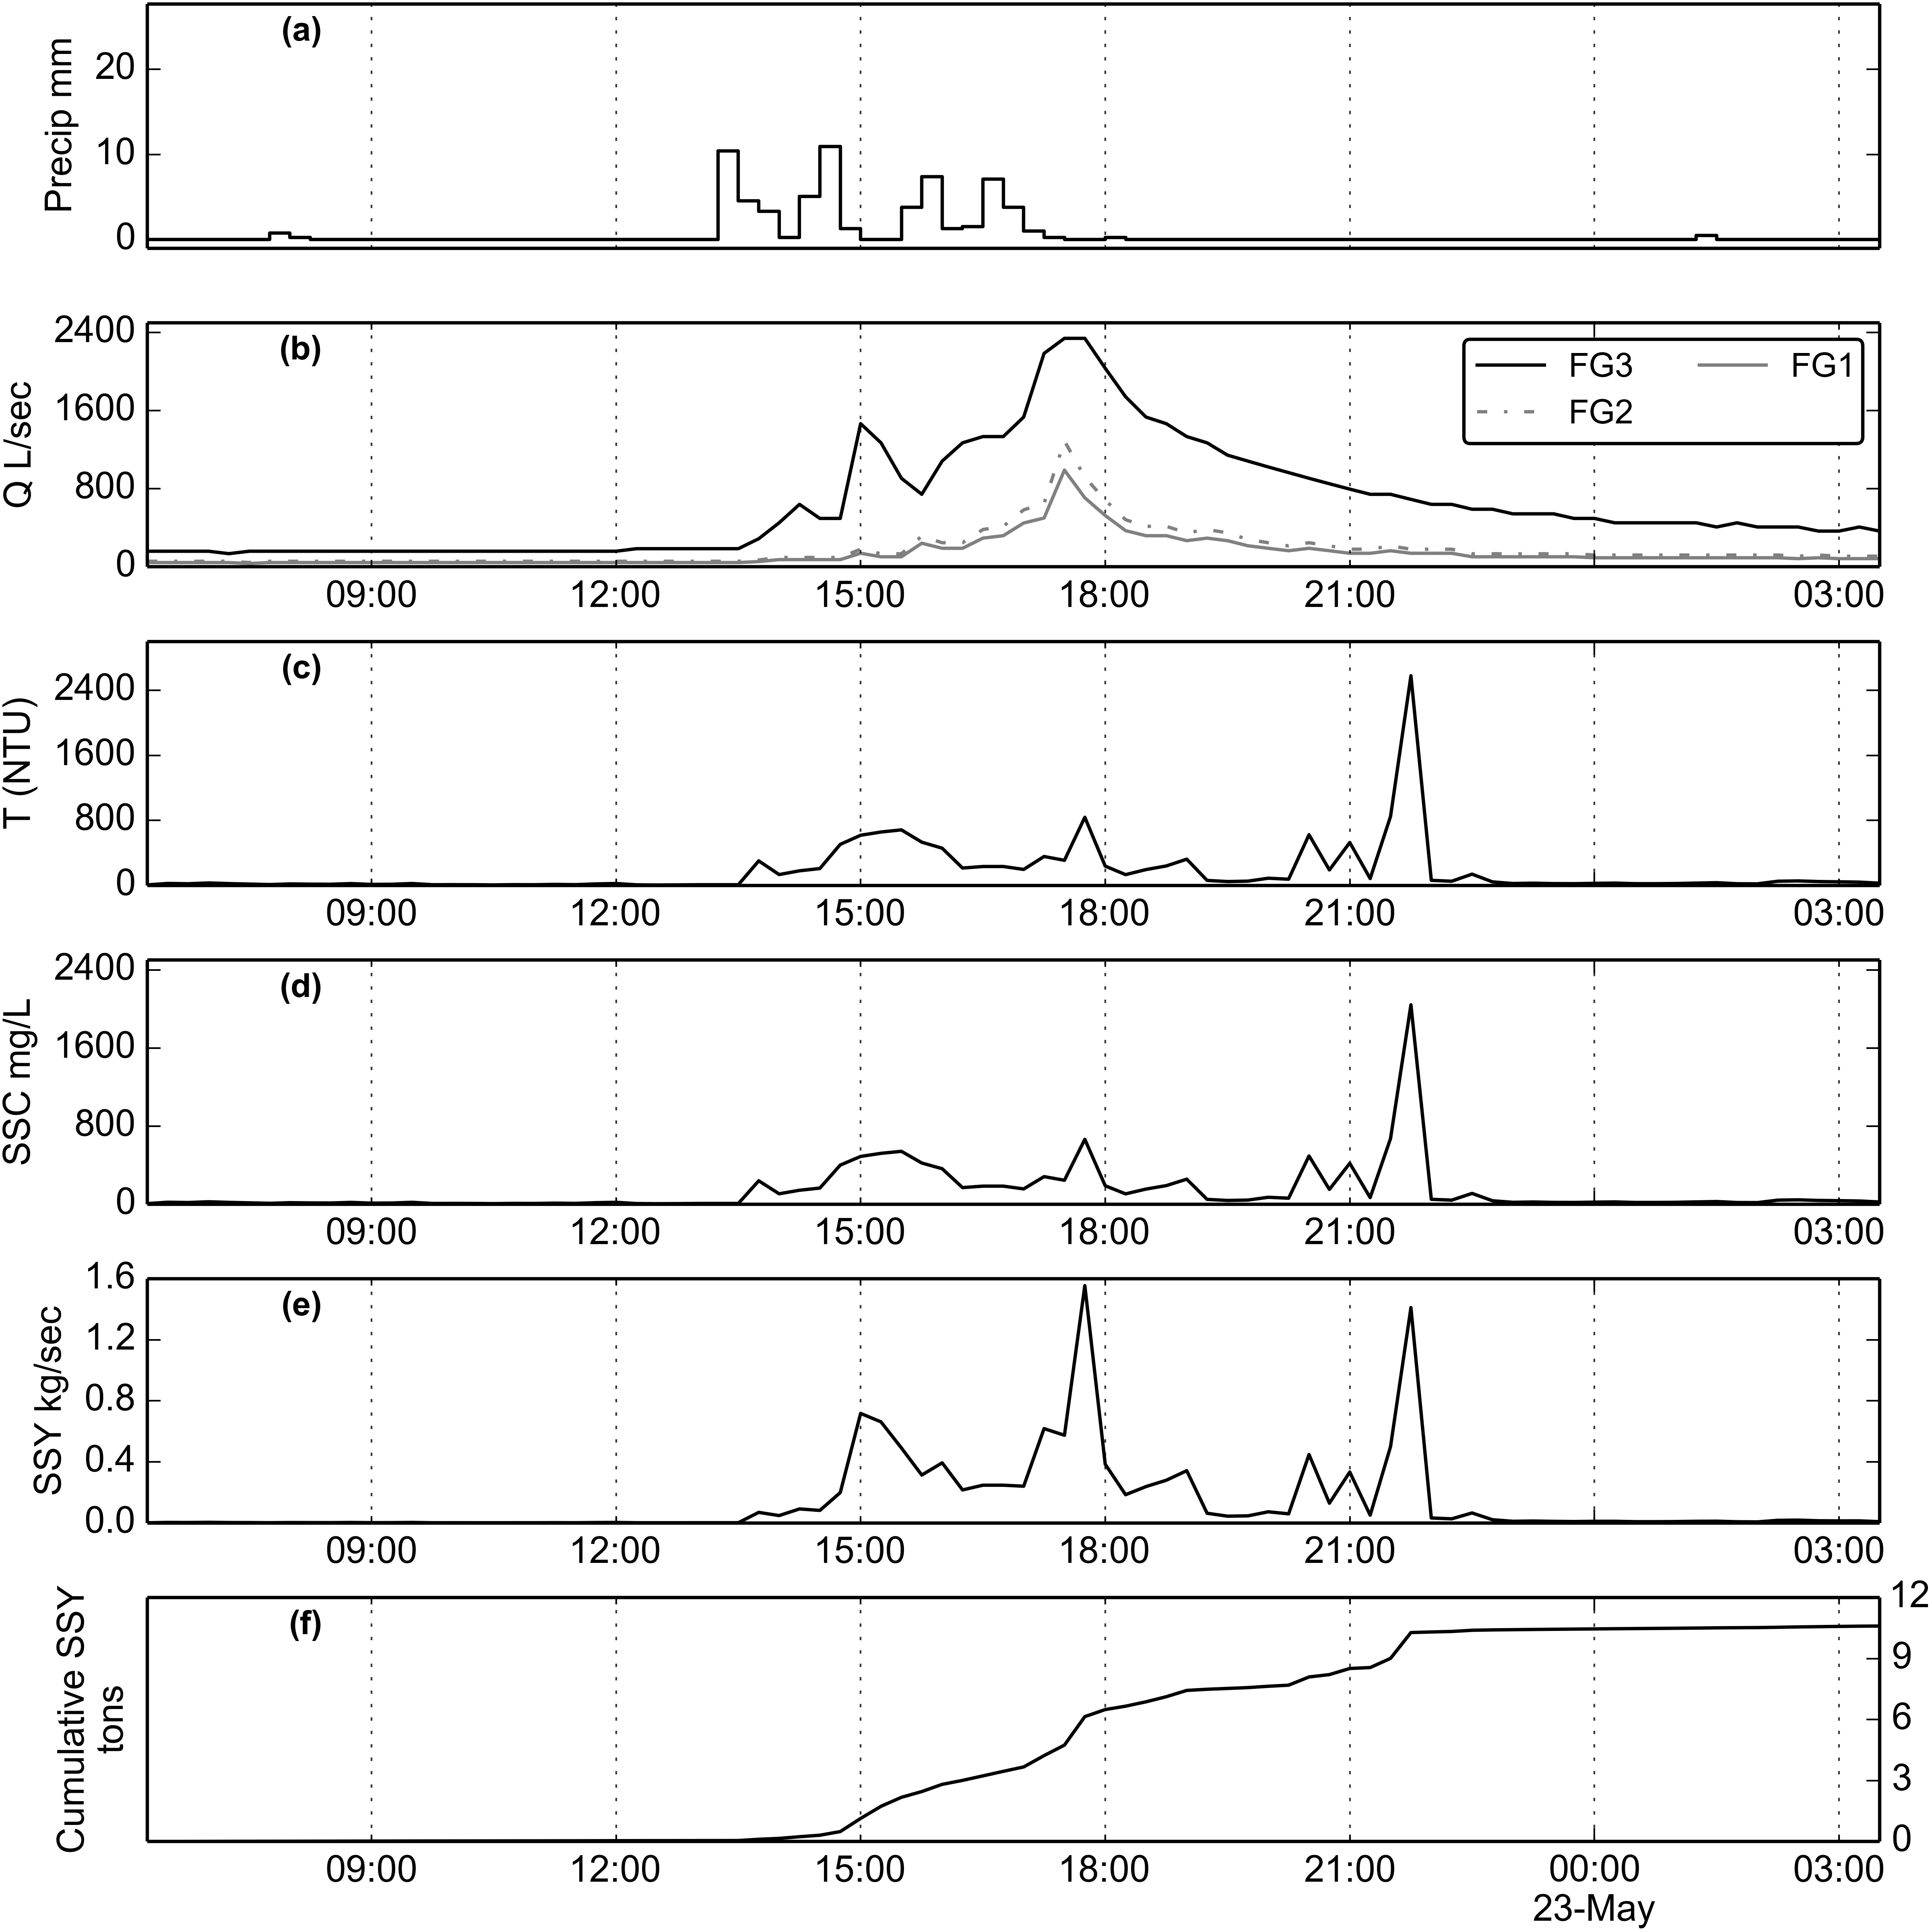 (a)
Precip mm
20
10
0
(b)
Q L/sec
2400
1600
800
0
FG3 FG1
FG2
09:00 12:00 15:00 18:00 21:00 03:00
(c)
T (NTU)
2400
1600
800
0
09:00 12:00 15:00 18:00 21:00 03:00
(d)
SSC mg/L
2400
1600
800
0
09:00 12:00 15:00 18:00 21:00 03:00
(e)
SSY kg/sec
1.6
1.2
0.8
0.4
0.0
09:00 12:00 15:00 18:00 21:00 03:00
(f)
Cumulative SSY
tons
12
9
6
3
0
09:00 12:00 15:00 18:00 21:00 00:00 03:00
23-May